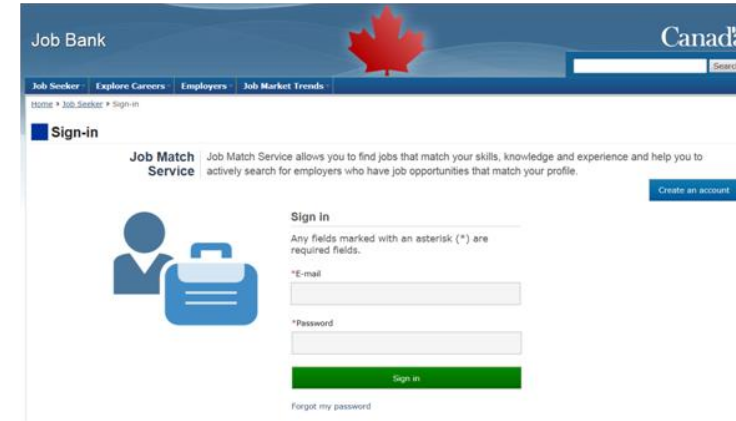 Job Bank
Canada
Search
Job Seeker Explore Careers Employers Job Market Trends
Home Job Seeker Sign-in
Sign-in
Job Match Service
Job Match Service allows you to find jobs that match your skills, knowledge and experience and help you to
actively search for employers who have job opportunities that match your profile.
Create an account
Sign in
Any fields marked with an asterisk (*) are
required fields.
*E-mail
*Password
Sign in
Forgot my password